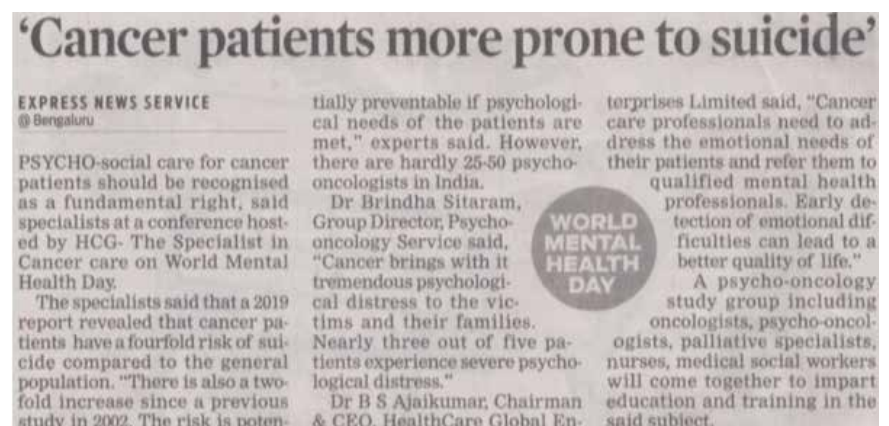 ‘Cancer patients more prone to suicide’
EXPRESS NEWS SERVICE
@ Bengaluru
PSYCHO-social care for cancer
patients should be recognised
as a fundamental right, said
specialists at a conference host-
ed by HCG- The Specialist in
Cancer care on World Mental
Health Day.
The specialists said that a 2019
report revealed that cancer pa-
tients have a fourfold risk of sui-
cide compared to the general
population. “There is also a two-
fold increase since a previous
study in 2002. The risk is poten-
tially preventable if psychologi-
cal needs of the patients are
met,” experts said. However,
there are hardly 25-50 psycho-
oncologists in India.
Dr Brindha Sitaram,
Group Director, Psycho-
oncology Service said,
“Cancer brings with it
tremendous psychologi-
cal distress to the vic-
tims and their families.
Nearly three out of five pa-
tients experience severe psycho-
logical distress.”
Dr B S Ajaikumar, Chairman
& CEO, HealthCare Global En-
terprises Limited said, “Cancer
care professionals need to ad-
dress the emotional needs of
their patients and refer them to
qualified mental health
professionals. Early de-
tection of emotional dif-
ficulties can lead to a
better quality of life.”
A psycho-oncology
study group including
oncologists, psycho-oncol-
ogists, palliative specialists,
nurses, medical social workers
will come together to impart
education and training in the
said subject.
WORLD
MENTAL
HEALTH
DAY